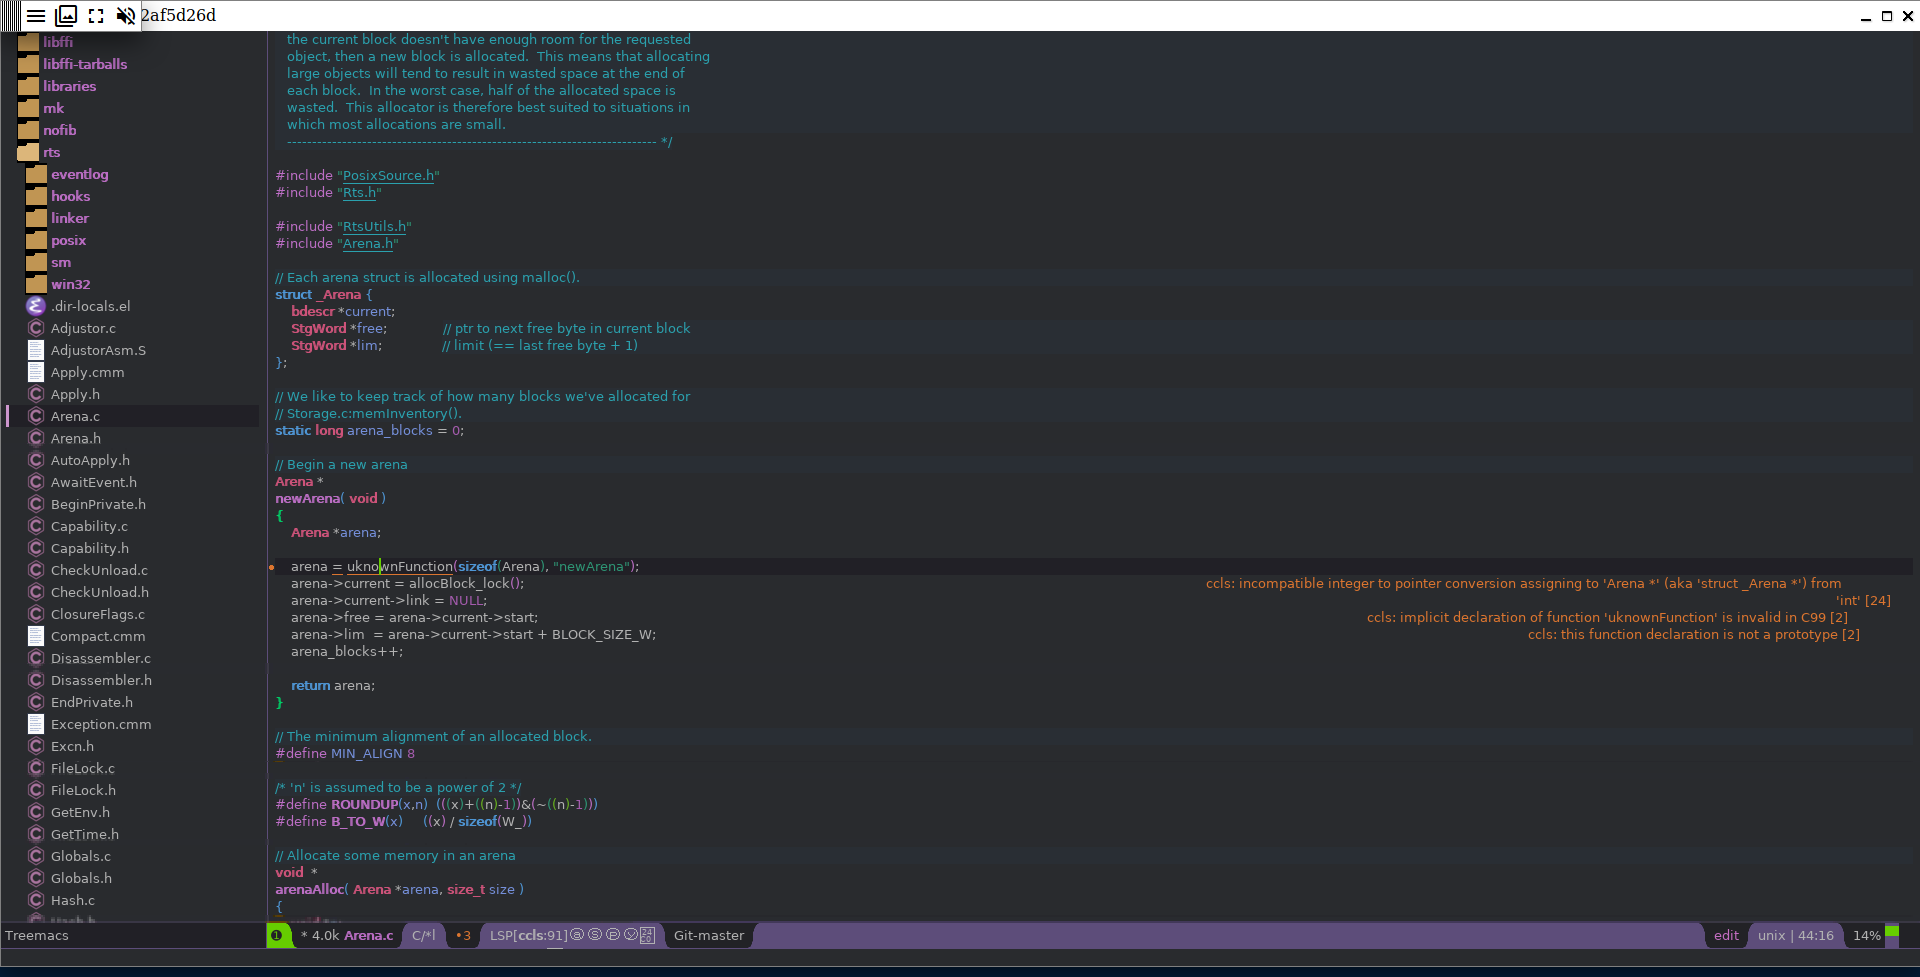 2af5d26d
libffi
libffi-tarballs
libraries
mk
nofib
rts
eventlog
hooks
linker
posix
sm
win32
.dir-locals.el
Adjustor.c
AdjustorAsm.S
Apply.cmm
Apply.h
Arena.c
Arena.h
AutoApply.h
AwaitEvent.h
BeginPrivate.h
Capability.c
Capability.h
CheckUnload.c
CheckUnload.h
ClosureFlags.c
Compact.cmm
Disassembler.c
Disassembler.h
EndPrivate.h
Exception.cmm
Excn.h
FileLock.c
FileLock.h
GetEnv.h
GetTime.h
Globals.c
Globals.h
Hash.c
Hash.h
the current block doesn't have enough room for the requested
object, then a new block is allocated.  This means that allocating
large objects will tend to result in wasted space at the end of
each block.  In the worst case, half of the allocated space is
wasted.  This allocator is therefore best suited to situations in
which most allocations are small.
-------------------------------------------------------------------------- */
#include "PosixSource.h"
#include "Rts.h"
#include "RtsUtils.h"
#include "Arena.h"
// Each arena struct is allocated using malloc().
struct _Arena {
bdescr *current;
StgWord *free;              // ptr to next free byte in current block
StgWord *lim;               // limit (== last free byte + 1)
};
// We like to keep track of how many blocks we've allocated for
// Storage.c:memInventory().
static long arena_blocks = 0;
// Begin a new arena
Arena *
newArena( void )
{
Arena *arena;
arena = uknownFunction(sizeof(Arena), "newArena");
arena->current = allocBlock_lock(); ccls: incompatible integer to pointer conversion assigning to 'Arena *' (aka 'struct _Arena *') from
arena->current->link = NULL; 'int' [24]
arena->free = arena->current->start; ccls: implicit declaration of function 'uknownFunction' is invalid in C99 [2]
arena->lim  = arena->current->start + BLOCK_SIZE_W; ccls: this function declaration is not a prototype [2]
arena_blocks++;
return arena;
}
// The minimum alignment of an allocated block.
#define MIN_ALIGN 8
/* 'n' is assumed to be a power of 2 */
#define ROUNDUP(x,n)  (((x)+((n)-1))&(~((n)-1)))
#define B_TO_W(x)     ((x) / sizeof(W_))
// Allocate some memory in an arena
void  *
arenaAlloc( Arena *arena, size_t size )
{
Treemacs ❶ * 4.0k Arena.c C/*l •3 LSP[ccls:91] ⓐ Ⓢ ⓟ ⓨ Git-master edit unix | 44:16 14%